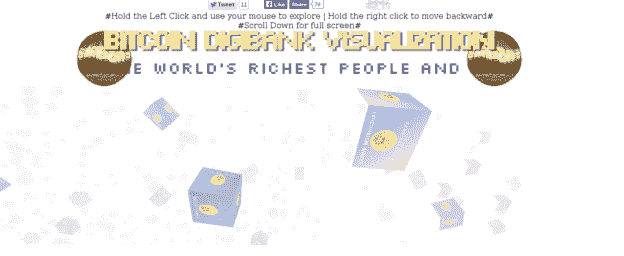 Tweet 11 Like Share 76
#Hold the Left Click and use your mouse to explore | Hold the right click to move backward#
#Scroll Down for full screen#
BITCOIN DIGIBANK VISUALIZATION
E WORLD'S RICHEST PEOPLE AND